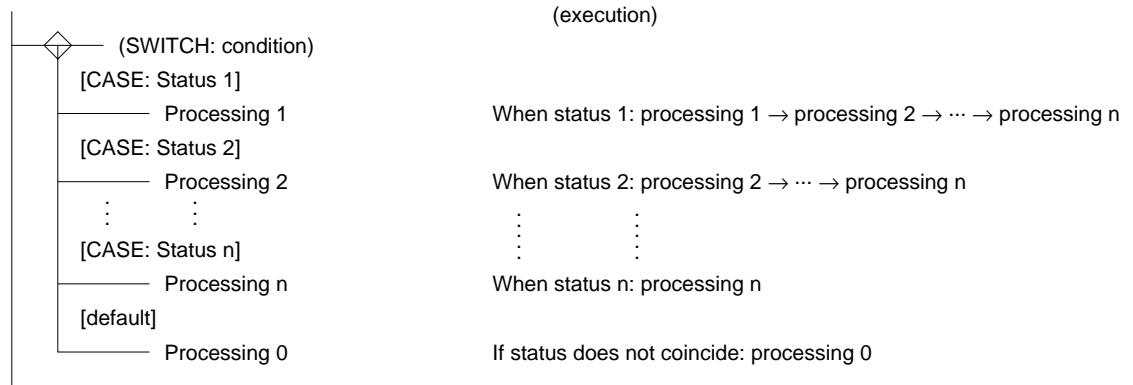 (execution)
(SWITCH: condition)
[CASE: Status 1]
Processing 1 When status 1: processing 1 → processing 2 → ··· → processing n
[CASE: Status 2]
Processing 2 When status 2: processing 2 → ··· → processing n
[CASE: Status n]
Processing n When status n: processing n
[default]
Processing 0 If status does not coincide: processing 0